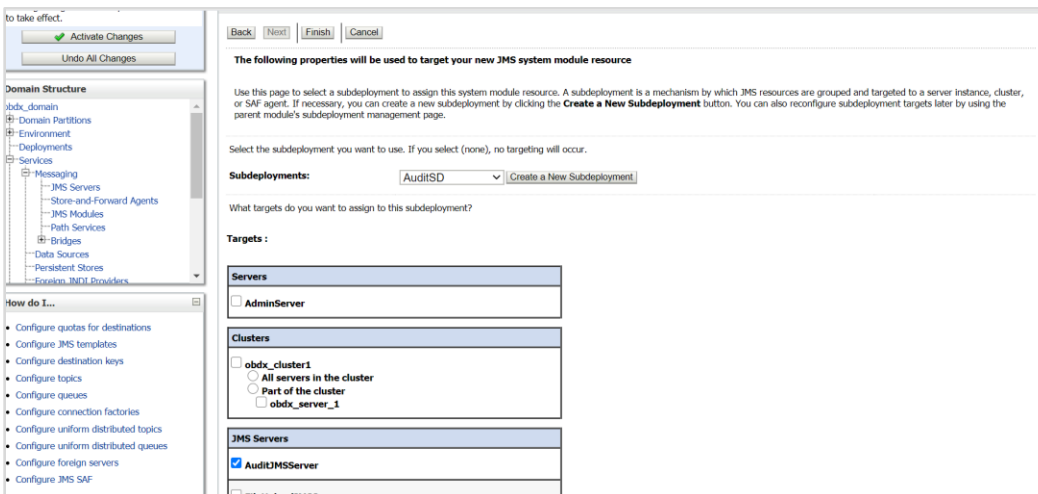 to take effect.
Activate Changes
Undo All Changes
Domain Structure
obdx_domain
Domain Partitions
Environment
Deployments
Services
Messaging
JMS Servers
Store-and-Forward Agents
JMS Modules
Path Services
Bridges
Data Sources
Persistent Stores
Foreign JNDI Providers
How do I...
Configure quotas for destinations
Configure JMS templates
Configure destination keys
Configure topics
Configure queues
Configure connection factories
Configure uniform distributed topics
Configure uniform distributed queues
Configure foreign servers
Configure JMS SAF
Back Next Finish Cancel
The following properties will be used to target your new JMS system module resource
Use this page to select a subdeployment to assign this system module resource. A subdeployment is a mechanism by which JMS resources are grouped and targeted to a server instance, cluster,
or SAF agent. If necessary, you can create a new subdeployment by clicking the Create a New Subdeployment button. You can also reconfigure subdeployment targets later by using the
parent module's subdeployment management page.
Select the subdeployment you want to use. If you select (none), no targeting will occur.
Subdeployments: AuditSD Create a New Subdeployment
What targets do you want to assign to this subdeployment?
Targets :
Servers
AdminServer
Clusters
obdx_cluster1
All servers in the cluster
Part of the cluster
obdx_server_1
JMS Servers
AuditJMSServer